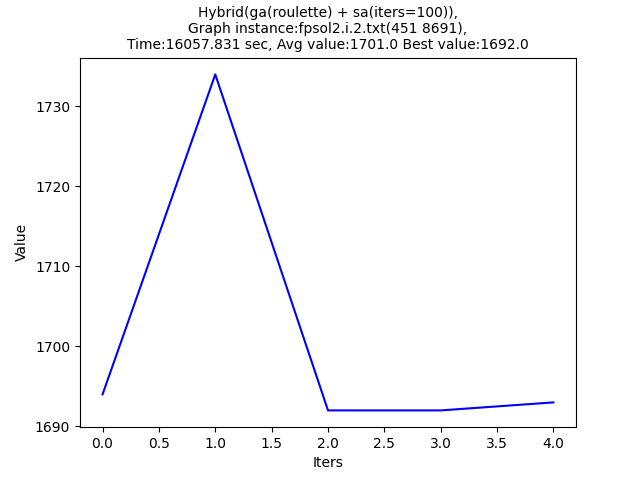 Hybrid(ga(roulette) + sa(iters=100)),
Graph instance:fpsol2.i.2.txt(451 8691),
Time:16057.831 sec, Avg value:1701.0 Best value:1692.0
1730
1720
1710
1700
1690
Value
0.0 0.5 1.0 1.5 2.0 2.5 3.0 3.5 4.0
Iters